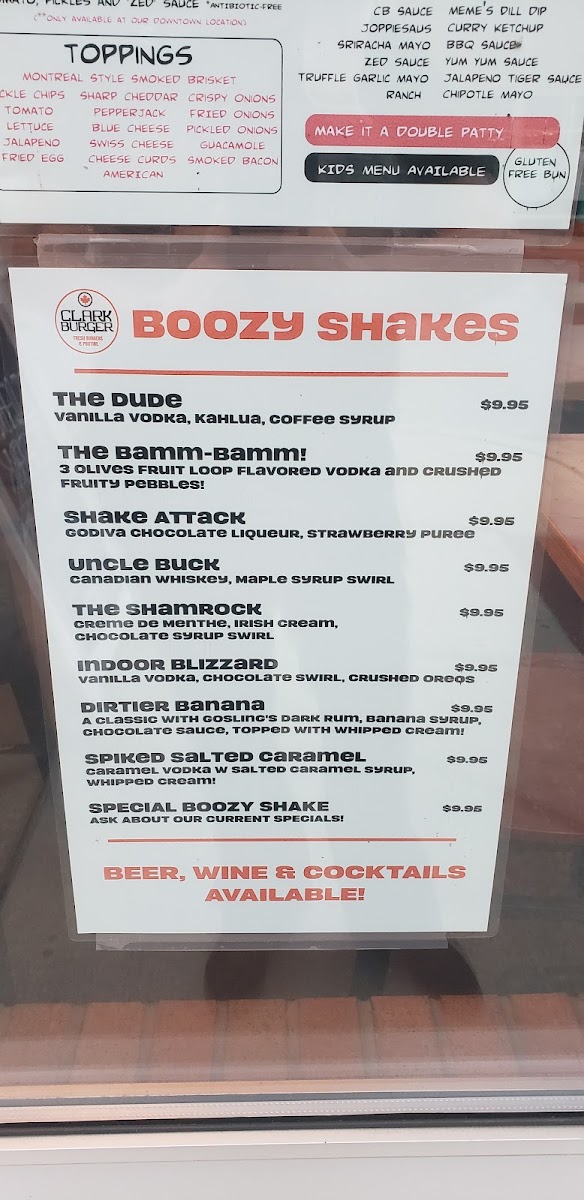 PICKLES AND "ZED" SAUCE *ANTIBIOTIC-FREE
(**ONLY AVAILABLE AT OUR DOWNTOWN LOCATION)
TOPPINGS
MONTREAL STYLE SMOKED BRISKET
CKLE CHIPS SHARP CHEDDAR CRISPY ONIONS
TOMATO PEPPERJACK FRIED ONIONS
LETTUCE BLUE CHEESE PICKLED ONIONS
JALAPENO SWISS CHEESE GUACAMOLE
FRIED EGG CHEESE CURDS SMOKED BACON
AMERICAN
CB SAUCE MEME'S DILL DIP
JOPPIESAUS CURRY KETCHUP
SRIRACHA MAYO BBQ SAUCE
ZED SAUCE YUM YUM SAUCE
TRUFFLE GARLIC MAYO JALAPENO TIGER SAUCE
RANCH CHIPOTLE MAYO
MAKE IT A DOUBLE PATTY
KIDS MENU AVAILABLE
GLUTEN
FREE BUN
CLARK
BURGER
FRESH BURGERS
& POUTINE
BOOZY SHAKES
THE DUDE $9.95
VANILLA VODKA, KAHLUA, COFFEE SYRUP
THE BAMM-BAMM! $9.95
3 OLIVES FRUIT LOOP FLAVORED VODKA AND CRUSHED
FRUITY PEBBLES!
SHAKE ATTACK $9.95
GODIVA CHOCOLATE LIQUEUR, STRAWBERRY PUREE
UNCLE BUCK $9.95
CANADIAN WHISKEY, MAPLE SYRUP SWIRL
THE SHAMROCK $9.95
CREME DE MENTHE, IRISH CREAM,
CHOCOLATE SYRUP SWIRL
INDOOR BLIZZARD $9.95
VANILLA VODKA, CHOCOLATE SWIRL, CRUSHED OREOS
DIRTIER BANANA $9.95
A CLASSIC WITH GOSLING'S DARK RUM, BANANA SYRUP,
CHOCOLATE SAUCE, TOPPED WITH WHIPPED CREAM!
SPIKED SALTED CARAMEL $9.95
CARAMEL VODKA W SALTED CARAMEL SYRUP,
WHIPPED CREAM!
SPECIAL BOOZY SHAKE $9.95
ASK ABOUT OUR CURRENT SPECIALS!
BEER, WINE & COCKTAILS
AVAILABLE!